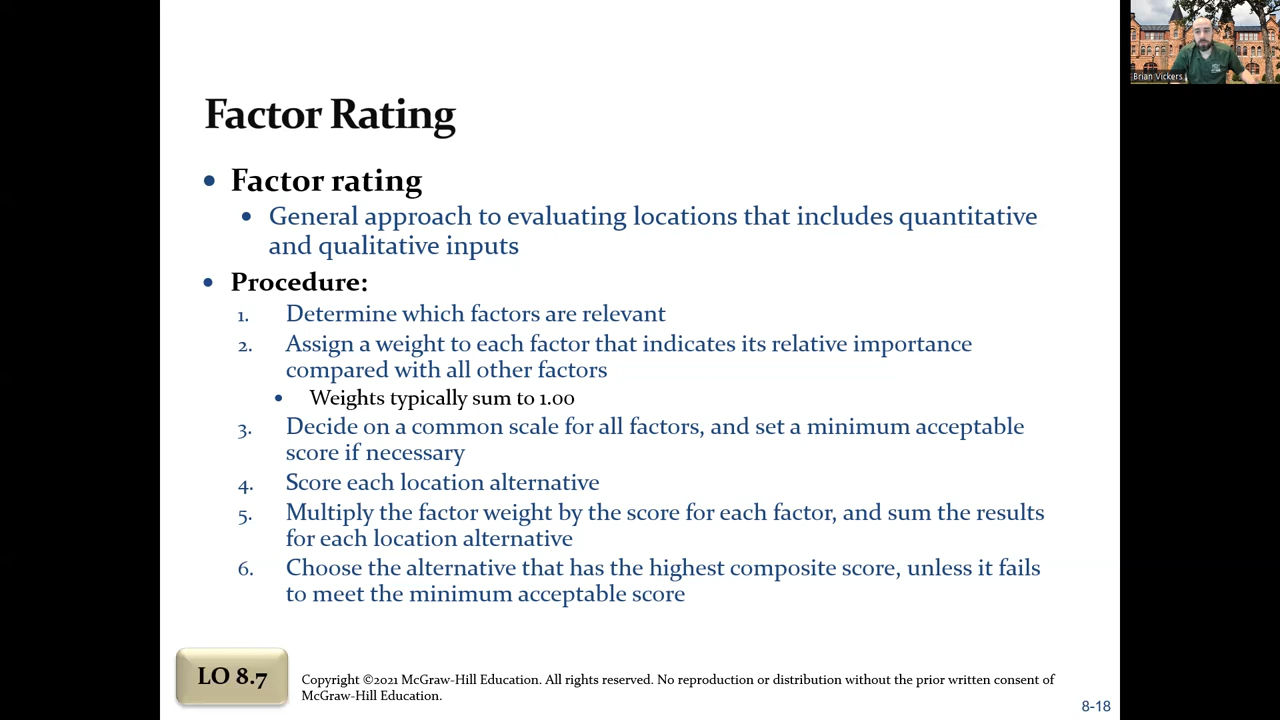 Brian Vickers
Factor Rating
• Factor rating
• General approach to evaluating locations that includes quantitative
and qualitative inputs
• Procedure:
1. Determine which factors are relevant
2. Assign a weight to each factor that indicates its relative importance
compared with all other factors
• Weights typically sum to 1.00
3. Decide on a common scale for all factors, and set a minimum acceptable
score if necessary
4. Score each location alternative
5. Multiply the factor weight by the score for each factor, and sum the results
for each location alternative
6. Choose the alternative that has the highest composite score, unless it fails
to meet the minimum acceptable score
LO 8.7
Copyright ©2021 McGraw-Hill Education. All rights reserved. No reproduction or distribution without the prior written consent of
McGraw-Hill Education.
8-18